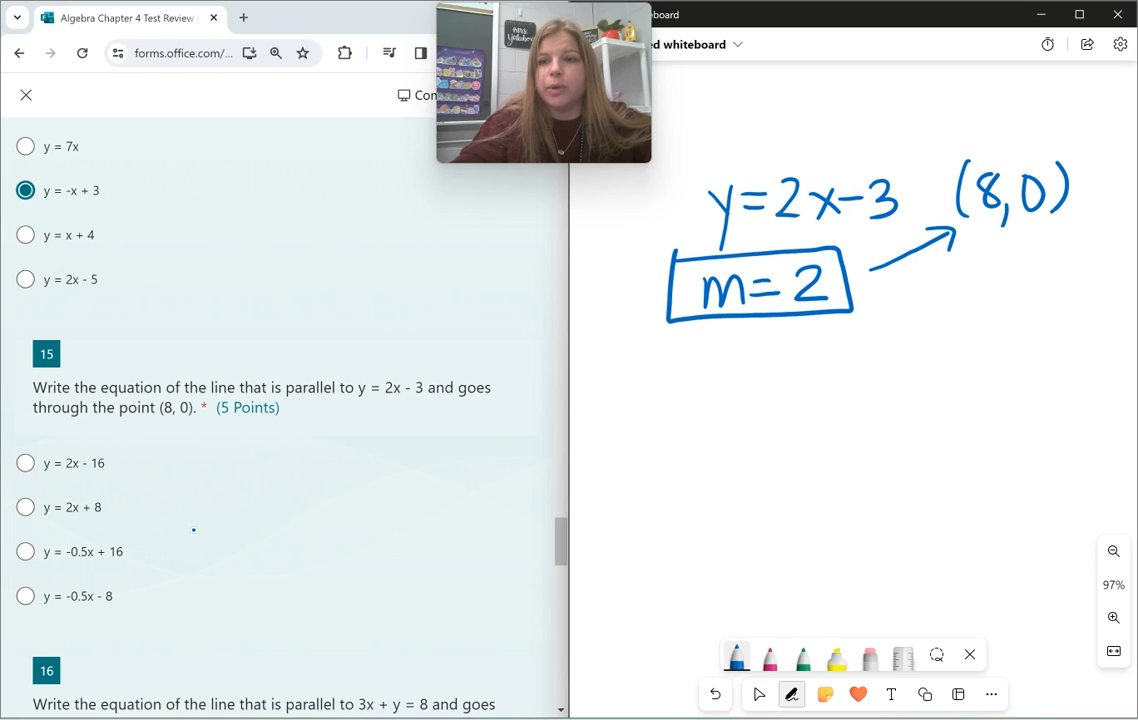 Algebra Chapter 4 Test Review
forms.office.com/...
Mrs.
board
ed whiteboard
Con
y = 7x
y = -x + 3
y = x + 4
y = 2x - 5
15
Write the equation of the line that is parallel to y = 2x - 3 and goes
through the point (8, 0). * (5 Points)
y = 2x - 16
y = 2x + 8
y = -0.5x + 16
y = -0.5x - 8
16
Write the equation of the line that is parallel to 3x + y = 8 and goes
y=2x-3 (8,0)
m=2
97%
T